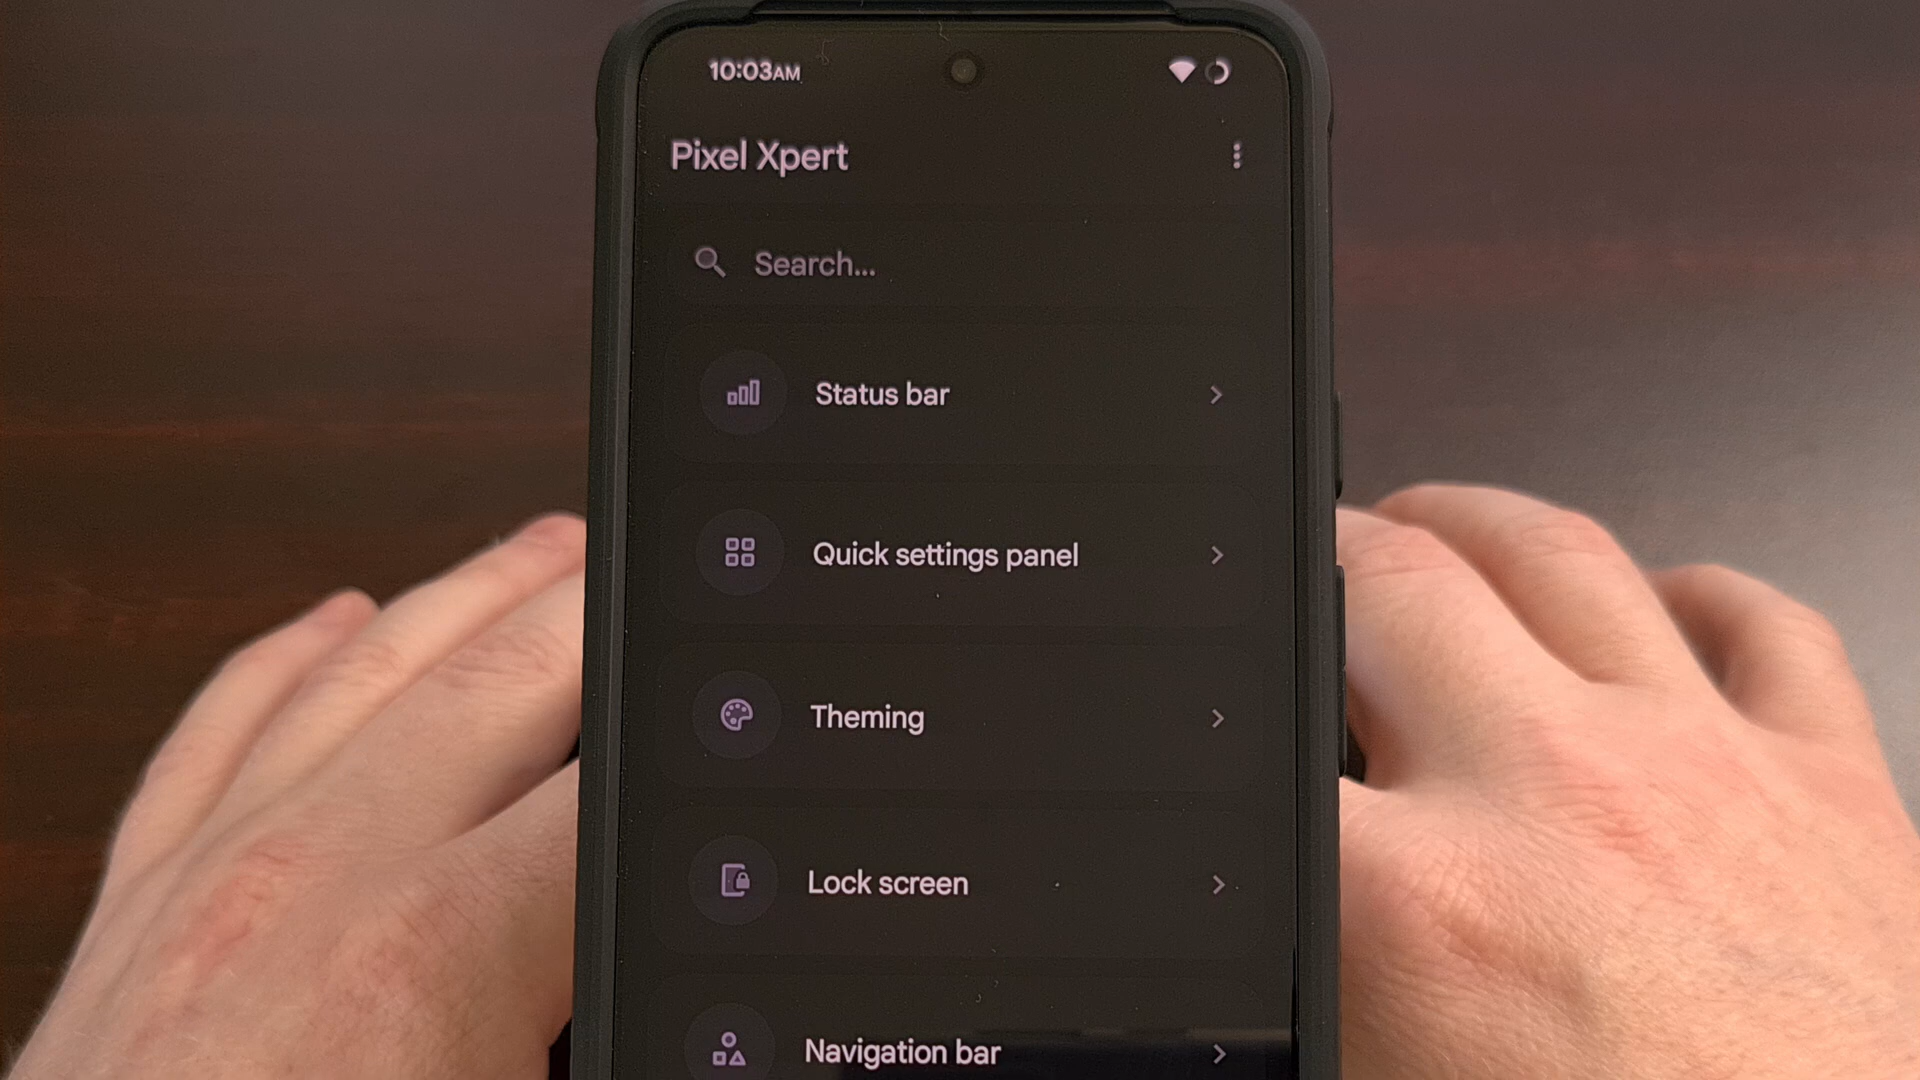 10:03AM
Pixel Xpert
Search...
Status bar
Quick settings panel
Theming
Lock screen
Navigation bar